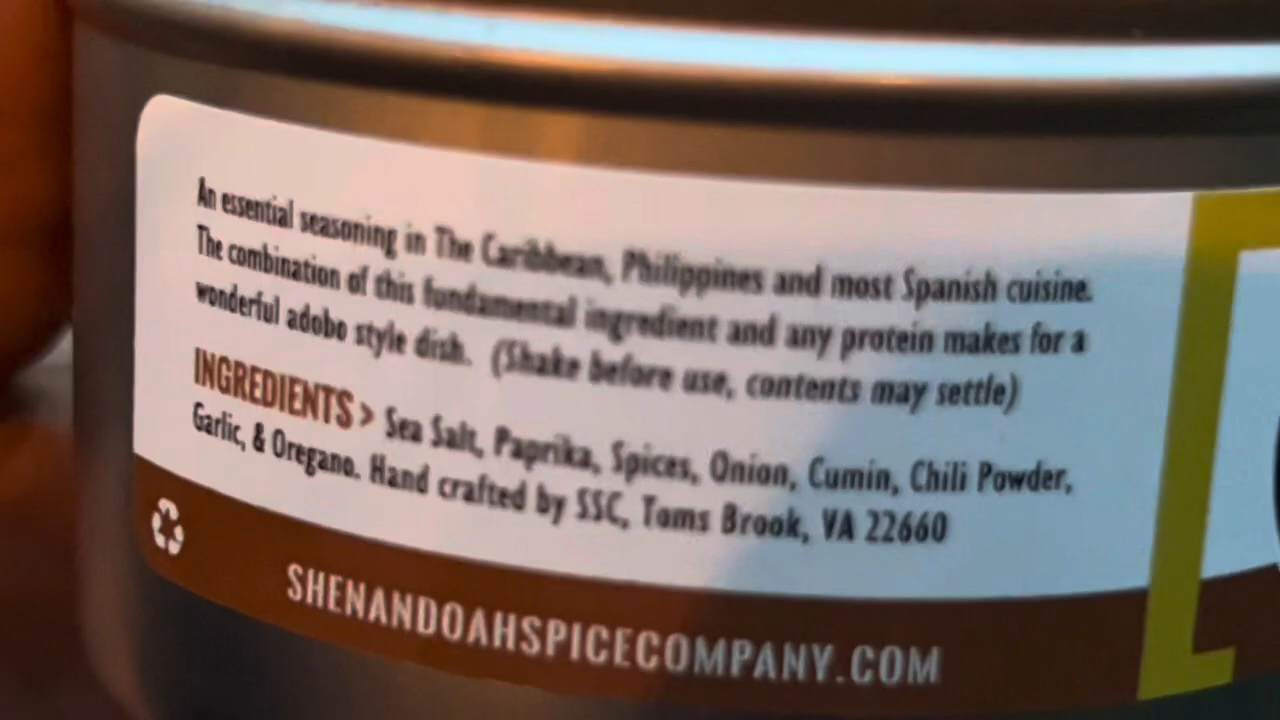 An essential seasoning in The Caribbean, Philippines and most Spanish cuisine.
The combination of this fundamental ingredient and any protein makes for a
wonderful adobo style dish. (Shake before use, contents may settle)
INGREDIENTS > Sea Salt, Paprika, Spices, Onion, Cumin, Chili Powder,
Garlic, & Oregano. Hand crafted by SSC, Toms Brook, VA 22660
SHENANDOAHSPICECOMPANY.COM